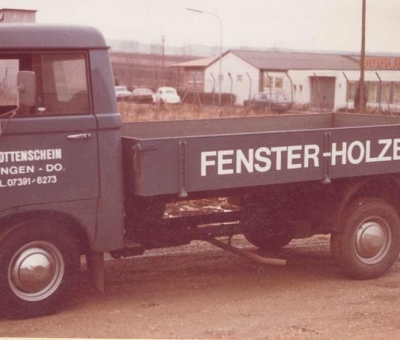 OTTENSCHEIN
NGEN - DO.
L.07391 - 6273
FENSTER-HOLZE